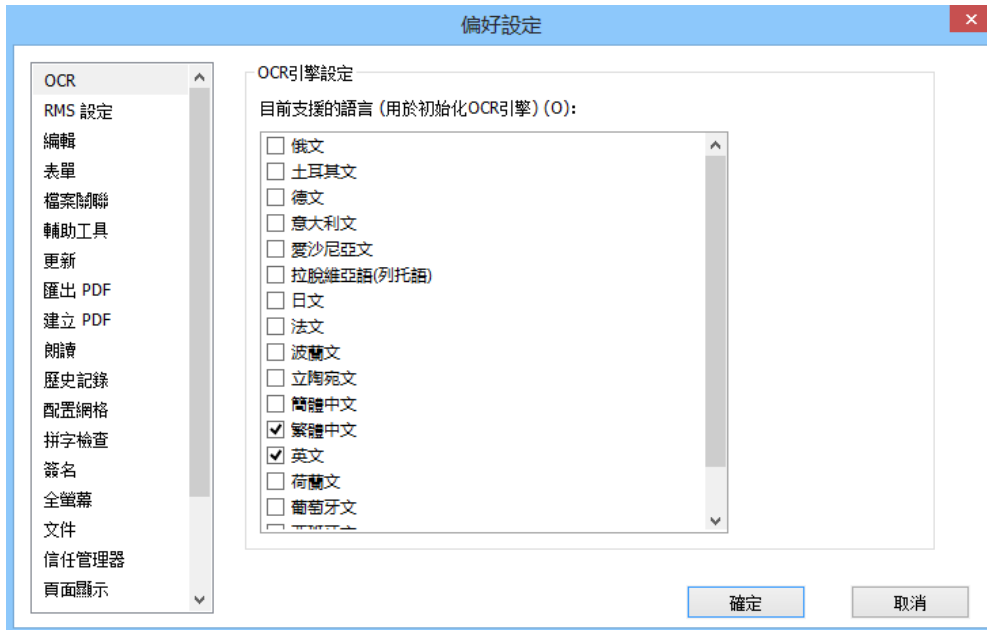 偏好設定
OCR
RMS 設定
編輯
表單
檔案關聯
輔助工具
更新
匯出 PDF
建立 PDF
朗讀
歷史記錄
配置網格
拼字檢查
簽名
全螢幕
文件
信任管理器
頁面顯示
OCR引擎設定
目前支援的語言 (用於初始化OCR引擎) (O):
俄文
土耳其文
德文
意大利文
愛沙尼亞文
拉脫維亞語(列托語)
日文
法文
波蘭文
立陶宛文
簡體中文
繁體中文
英文
荷蘭文
葡萄牙文
確定
取消